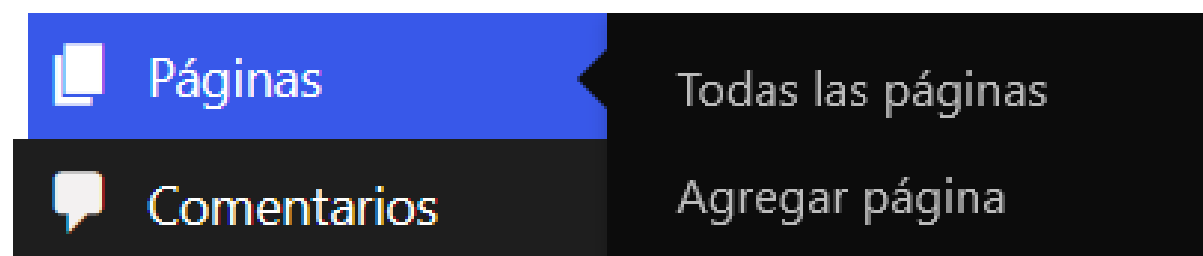 Páginas
Todas las páginas
Comentarios
Agregar página